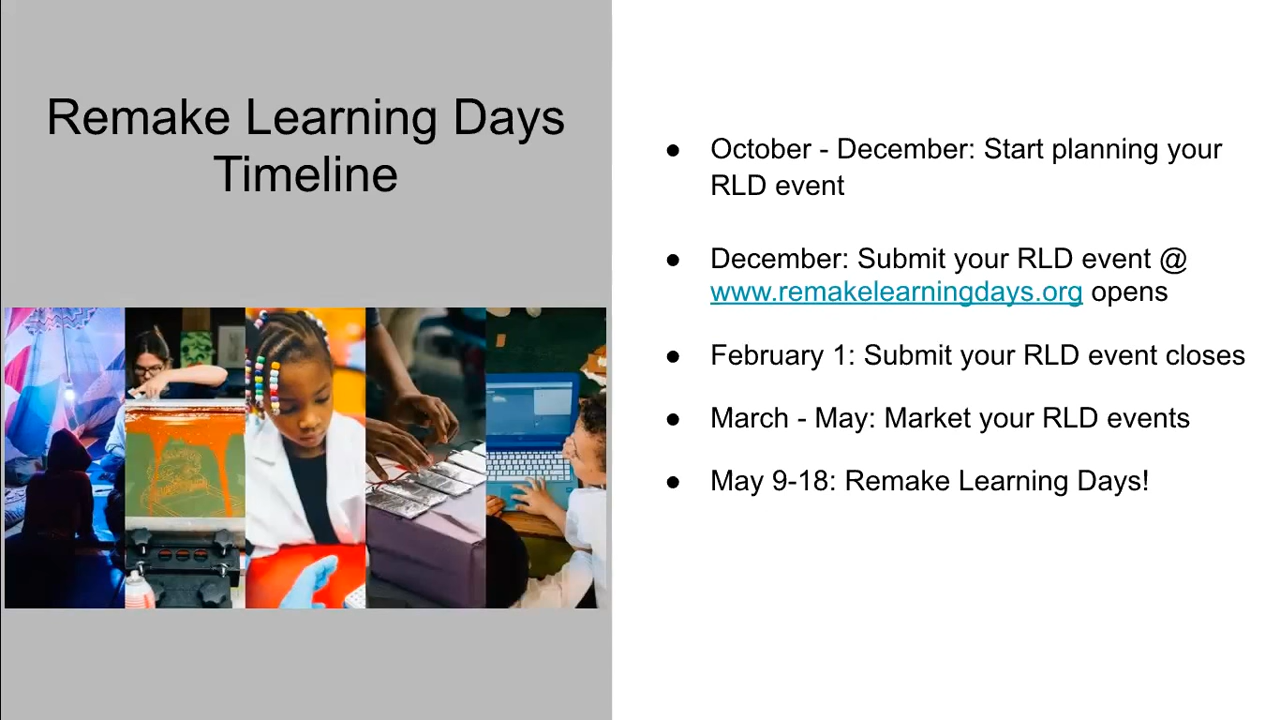 Remake Learning Days
Timeline
● October - December: Start planning your
RLD event
● December: Submit your RLD event @
www.remakelearningdays.org opens
● February 1: Submit your RLD event closes
● March - May: Market your RLD events
● May 9-18: Remake Learning Days!